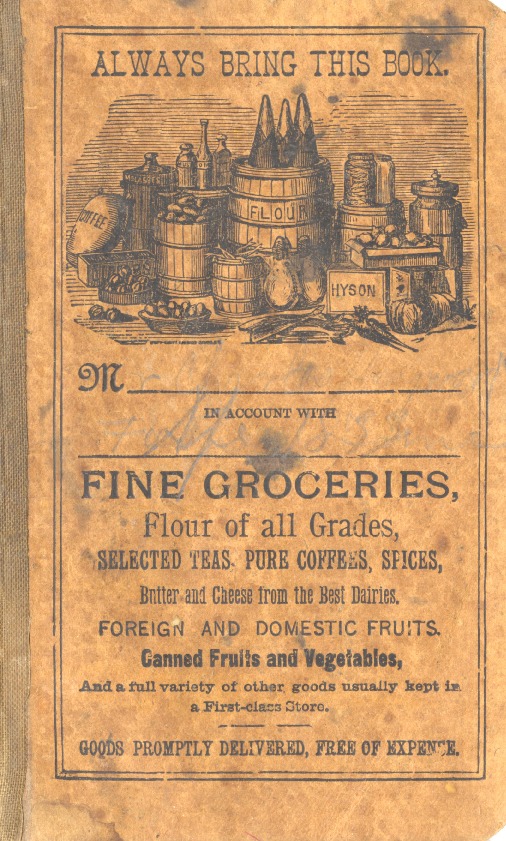 ALWAYS BRING THIS BOOK.
MOLASSES
COFFEE
FLOUR
HYSON
M
IN ACCOUNT WITH
FINE GROCERIES,
Flour of all Grades,
SELECTED TEAS. PURE COFFEES, SPICES,
Butter and Cheese from the Best Dairies.
FOREIGN AND DOMESTIC FRUITS.
Canned Fruits and Vegetables,
And a full variety of other goods usually kept in
a First-class Store.
GOODS PROMPTLY DELIVERED, FREE OF EXPENSE.